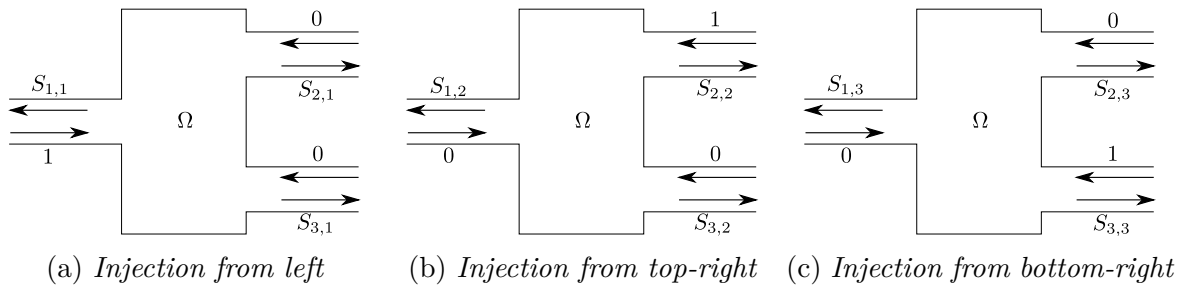 0 1 0
S_{1,1} S_{2,1} S_{1,2} S_{2,2} S_{1,3} S_{2,3}
Ω Ω Ω
1 0 0 0 0 1
S_{3,1} S_{3,2} S_{3,3}
(a) Injection from left (b) Injection from top-right (c) Injection from bottom-right